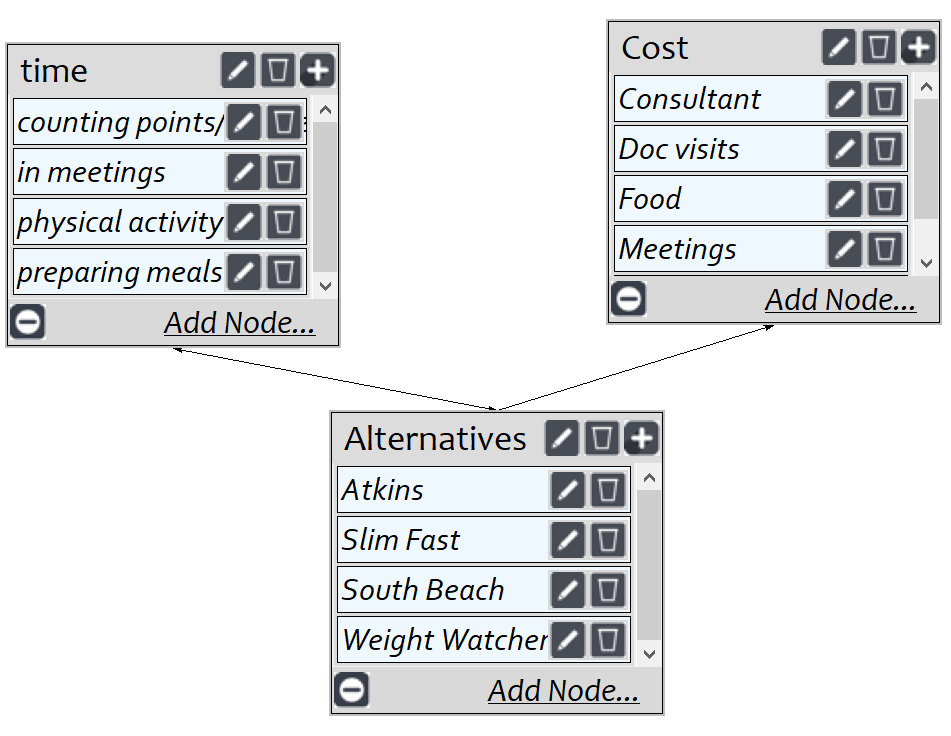 time
counting points/
in meetings
physical activity
preparing meals
Add Node...
Cost
Consultant
Doc visits
Food
Meetings
Add Node...
Alternatives
Atkins
Slim Fast
South Beach
Weight Watcher
Add Node...